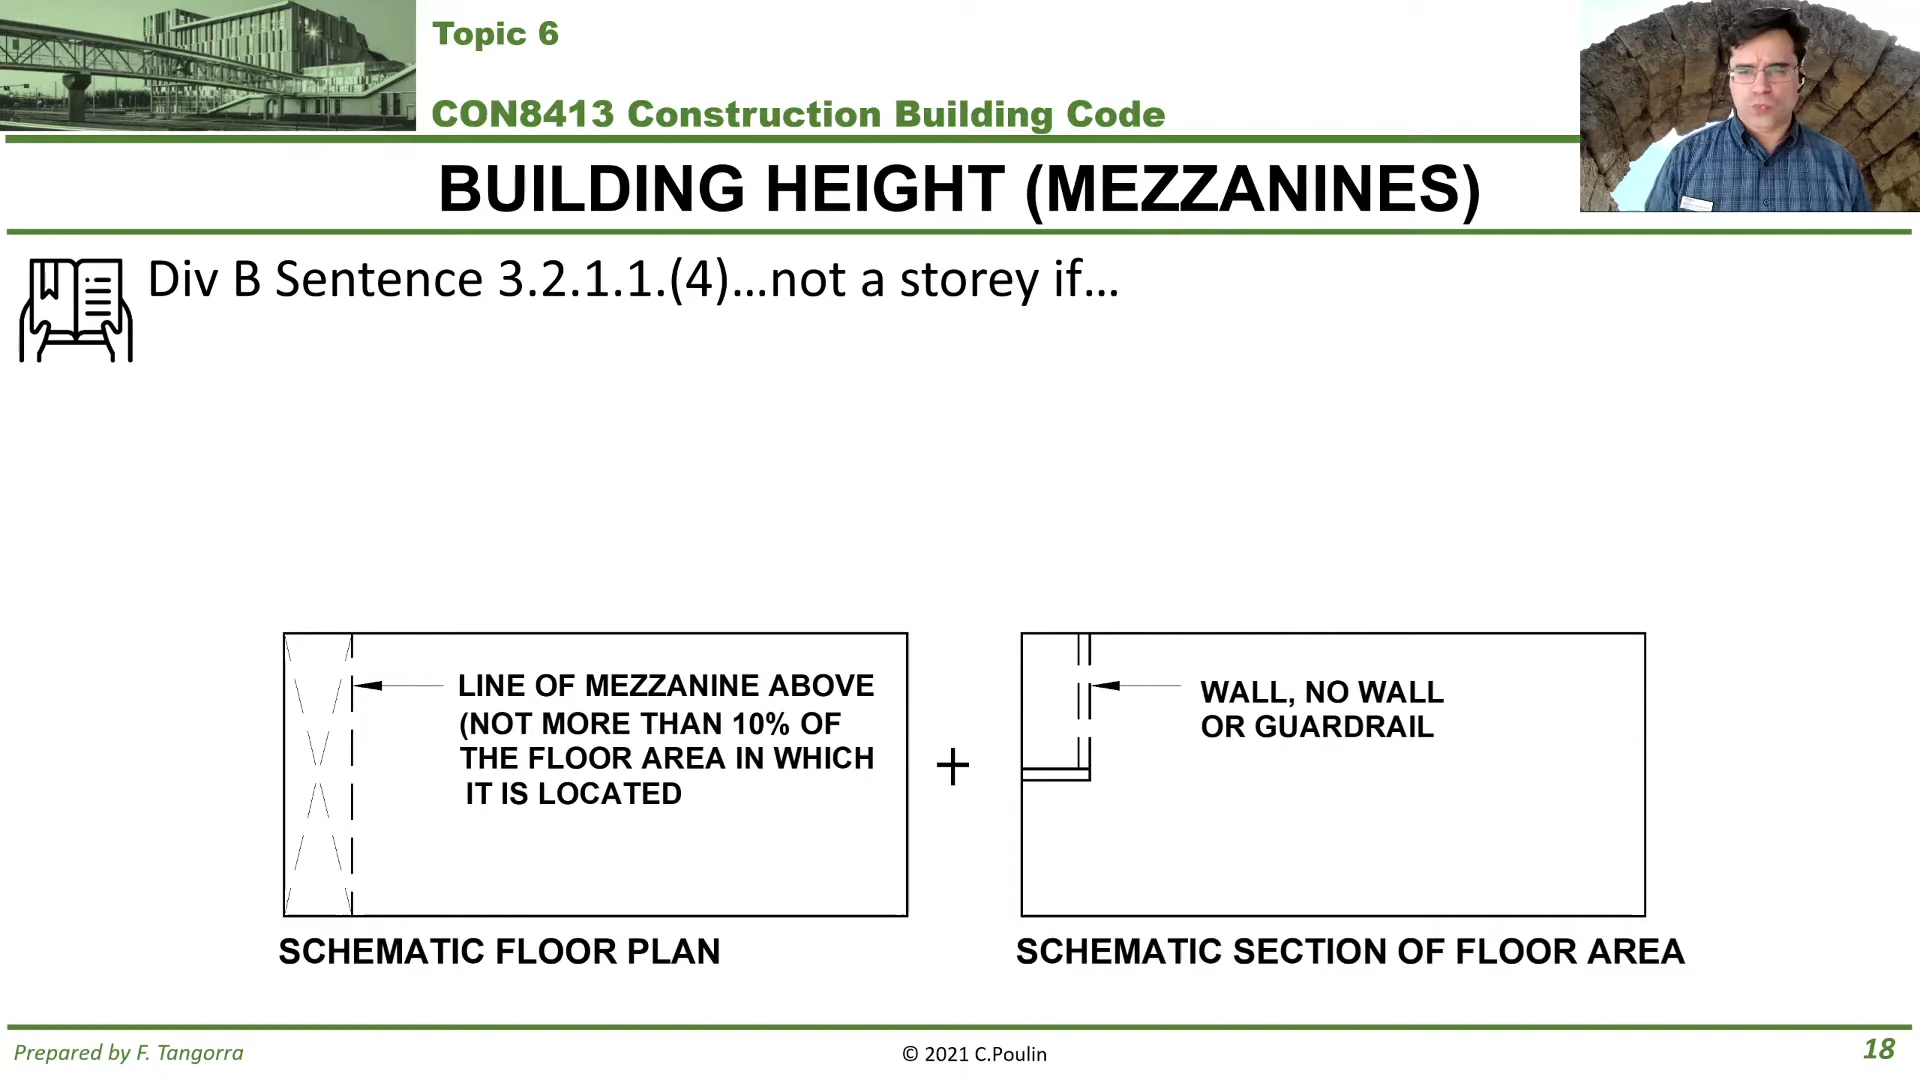 Topic 6
CON8413 Construction Building Code
BUILDING HEIGHT (MEZZANINES)
Div B Sentence 3.2.1.1.(4)...not a storey if...
LINE OF MEZZANINE ABOVE
(NOT MORE THAN 10% OF
THE FLOOR AREA IN WHICH
IT IS LOCATED
+
WALL, NO WALL
OR GUARDRAIL
SCHEMATIC FLOOR PLAN
SCHEMATIC SECTION OF FLOOR AREA
Prepared by F. Tangorra
© 2021 C.Poulin
18